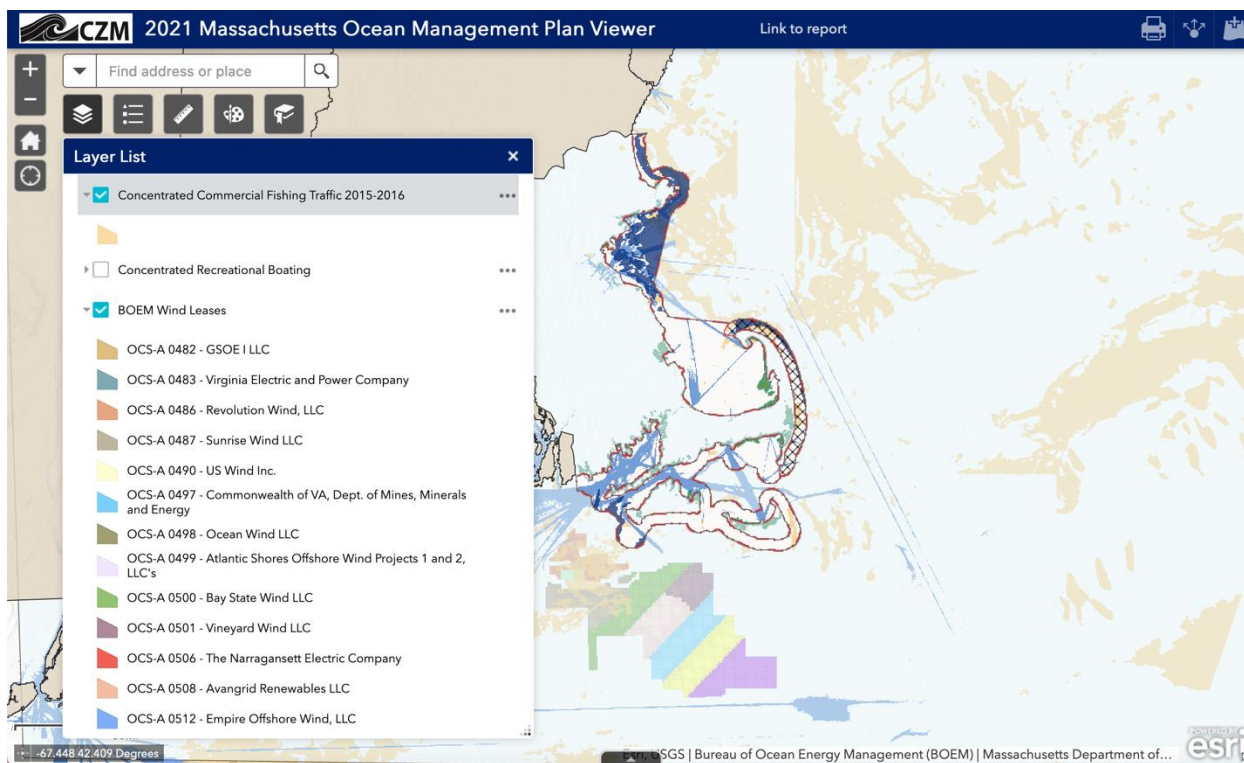 CZM 2021 Massachusetts Ocean Management Plan Viewer Link to report
+
Find address or place
−
Layer List ×
Concentrated Commercial Fishing Traffic 2015-2016 •••
Concentrated Recreational Boating •••
BOEM Wind Leases •••
OCS-A 0482 - GSOE I LLC
OCS-A 0483 - Virginia Electric and Power Company
OCS-A 0486 - Revolution Wind, LLC
OCS-A 0487 - Sunrise Wind LLC
OCS-A 0490 - US Wind Inc.
OCS-A 0497 - Commonwealth of VA, Dept. of Mines, Minerals
and Energy
OCS-A 0498 - Ocean Wind LLC
OCS-A 0499 - Atlantic Shores Offshore Wind Projects 1 and 2,
LLC's
OCS-A 0500 - Bay State Wind LLC
OCS-A 0501 - Vineyard Wind LLC
OCS-A 0506 - The Narragansett Electric Company
OCS-A 0508 - Avangrid Renewables LLC
OCS-A 0512 - Empire Offshore Wind, LLC
-67.448 42.409 Degrees
Esri, USGS | Bureau of Ocean Energy Management (BOEM) | Massachusetts Department of...
POWERED BY
esri